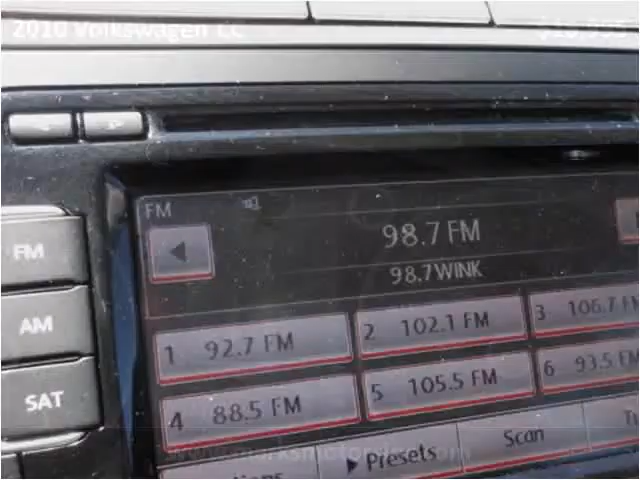 2010 Volkswagen CC
FM
98.7 FM
98.7WINK
FM
1 92.7 FM
2 102.1 FM
3 106.7 FM
AM
4 88.5 FM
5 105.5 FM
6 93.5 FM
SAT
Presets
Scan